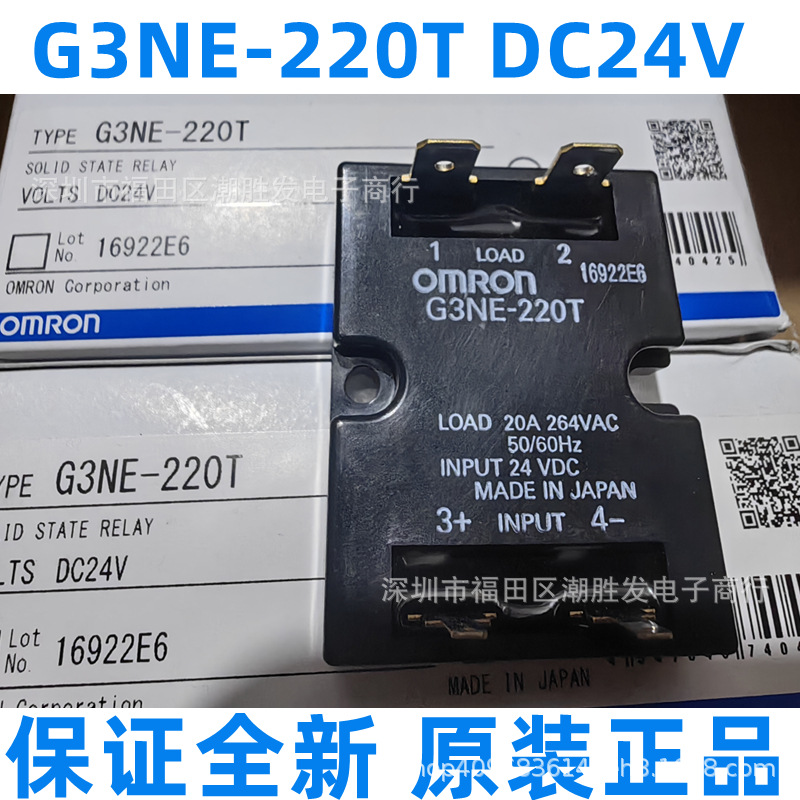 G3NE-220T DC24V
TYPE G3NE-220T
SOLID STATE RELAY
VOLTS DC24V
深圳市福田区潮胜发电子商行
Lot No. 16922E6
OMRON Corporation
OMRON
40425
1 LOAD 2
OMRON 16922E6
G3NE-220T
LOAD 20A 264VAC
50/60Hz
INPUT 24 VDC
MADE IN JAPAN
3+ INPUT 4-
深圳市福田区潮胜发电子商行
YPE G3NE-220T
ID STATE RELAY
LTS DC24V
Lot No. 16922E6
Corporation
MADE IN JAPAN
保证全新 原装正品